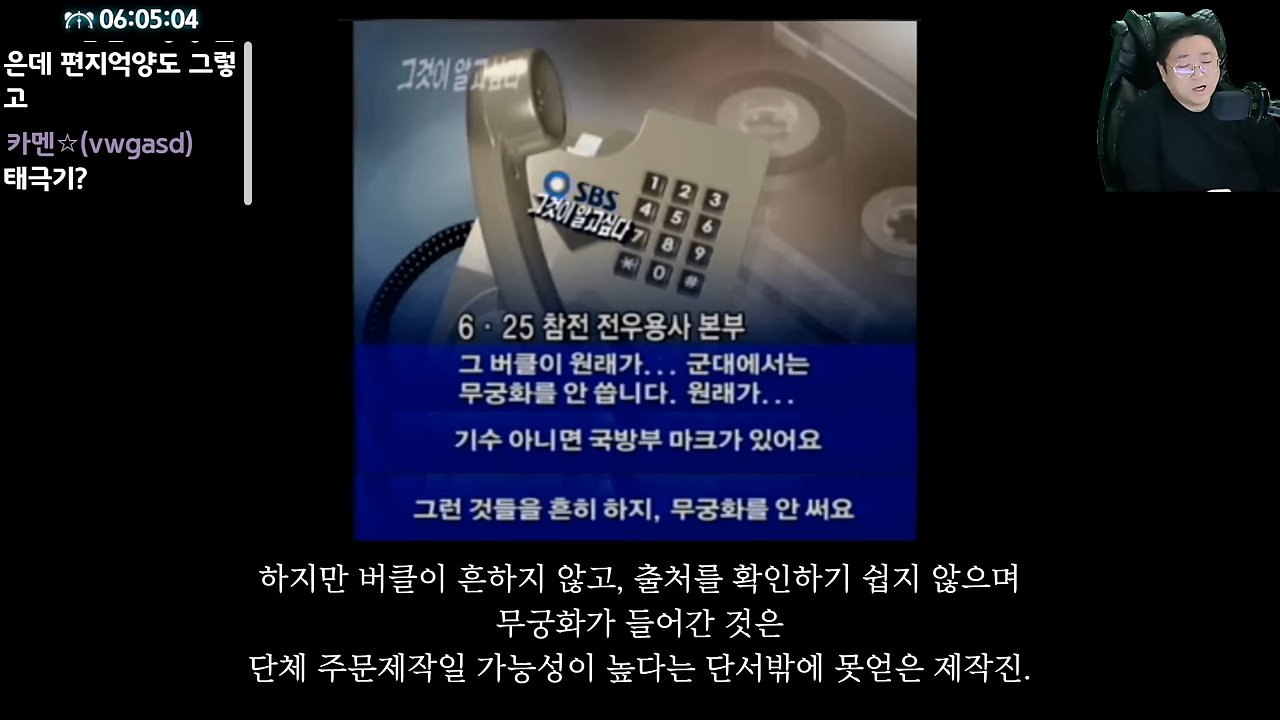 06:05:04
은데 편지억양도 그렇
고
카멘☆(vwgasd)
태극기?
그것이 알고싶다
SBS
그것이 알고싶다
1 2 3
4 5 6
7 8 9
* 0 #
6 · 25 참전 전우용사 본부
그 버클이 원래가... 군대에서는
무궁화를 안 씁니다. 원래가...
기수 아니면 국방부 마크가 있어요
그런 것들을 흔히 하지, 무궁화를 안 써요
하지만 버클이 흔하지 않고, 출처를 확인하기 쉽지 않으며
무궁화가 들어간 것은
단체 주문제작일 가능성이 높다는 단서밖에 못얻은 제작진.